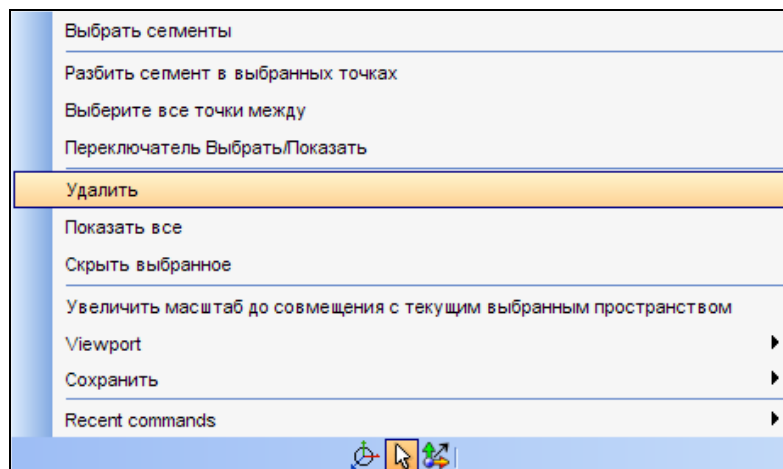 Выбрать сегменты
Разбить сегмент в выбранных точках
Выберите все точки между
Переключатель Выбрать/Показать
Удалить
Показать все
Скрыть выбранное
Увеличить масштаб до совмещения с текущим выбранным пространством
Viewport
Сохранить
Recent commands